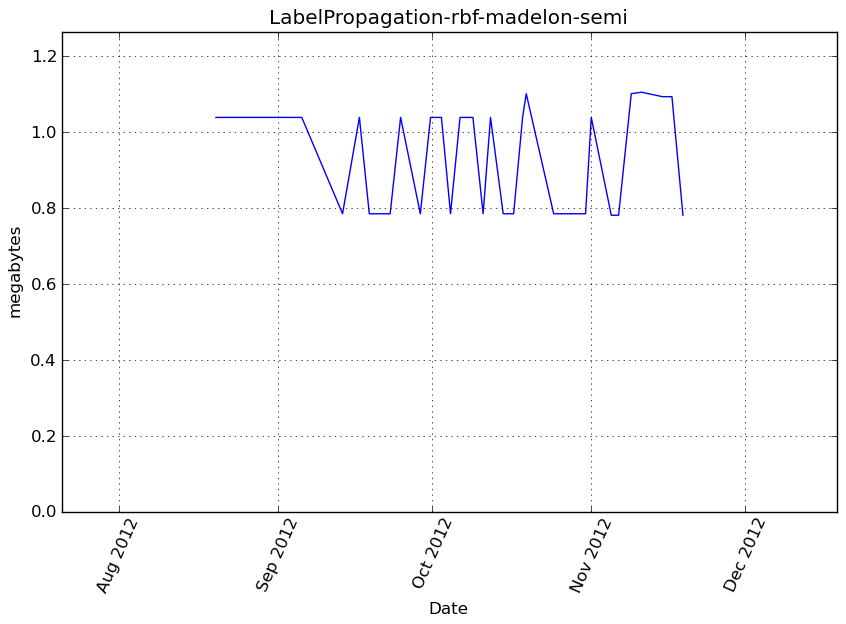 LabelPropagation-rbf-madelon-semi
megabytes
1.2
1.0
0.8
0.6
0.4
0.2
0.0
Aug 2012
Sep 2012
Oct 2012
Nov 2012
Dec 2012
Date